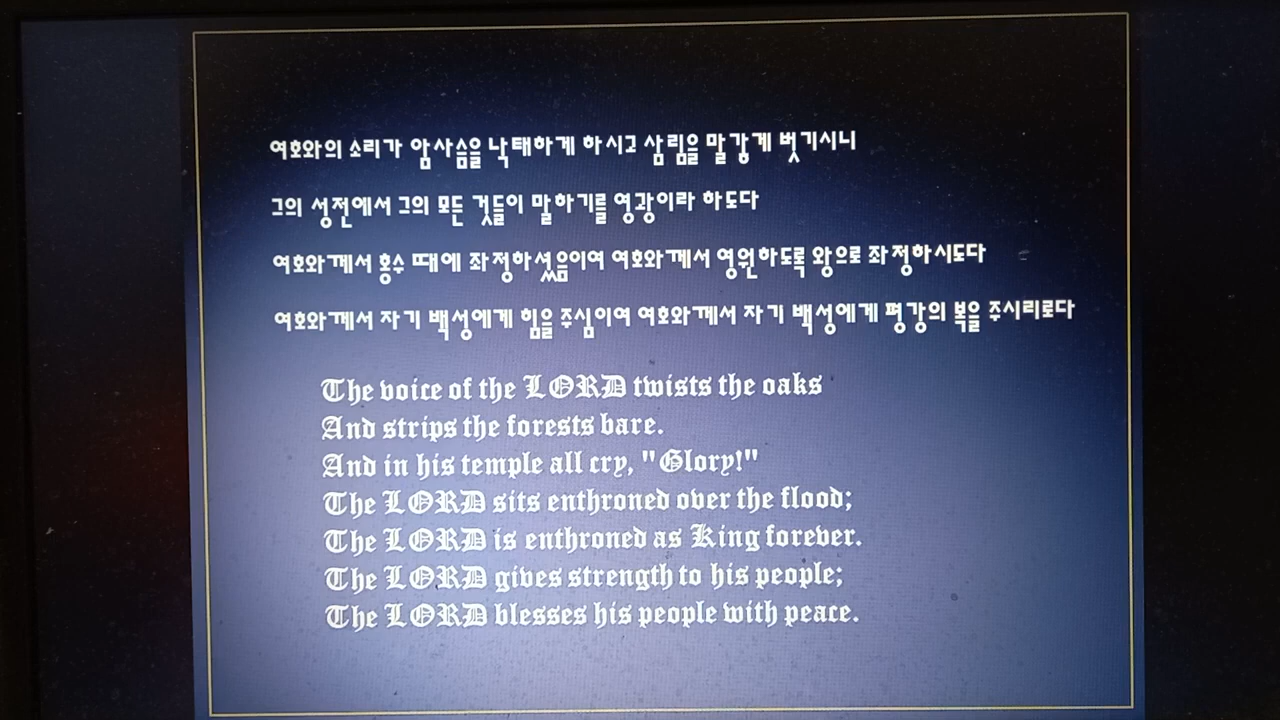 여호와의 소리가 암사슴을 낙태하게 하시고 삼림을 말갛게 벗기시니
그의 성전에서 그의 모든 것들이 말하기를 영광이라 하도다
여호와께서 홍수 때에 좌정하셨음이여 여호와께서 영원하도록 왕으로 좌정하시도다
여호와께서 자기 백성에게 힘을 주심이여 여호와께서 자기 백성에게 평강의 복을 주시리로다
The voice of the LORD twists the oaks
And strips the forests bare.
And in his temple all cry, "Glory!"
The LORD sits enthroned over the flood;
The LORD is enthroned as King forever.
The LORD gives strength to his people;
The LORD blesses his people with peace.